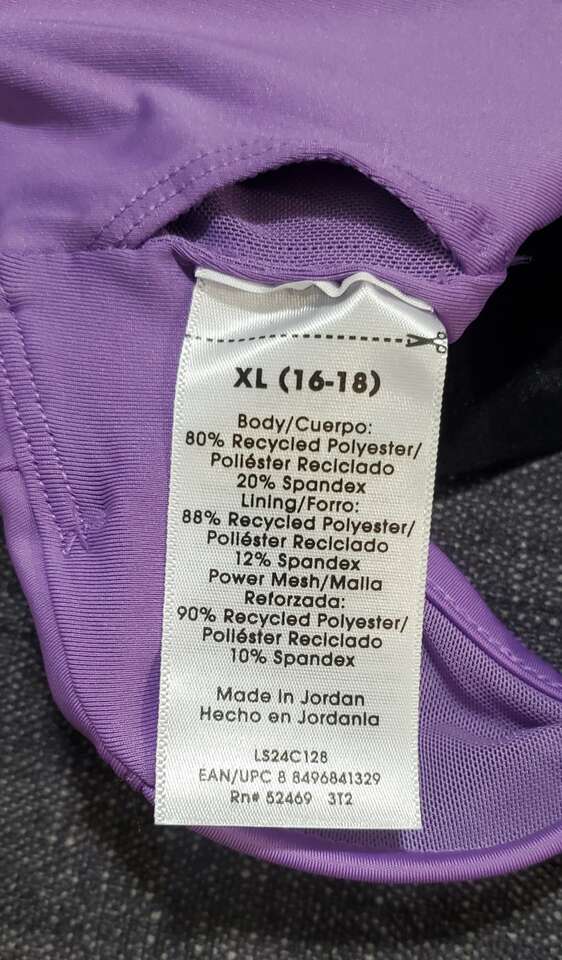 XL (16-18)
Body/Cuerpo:
80% Recycled Polyester/
Poliéster Reciclado
20% Spandex
Lining/Forro:
88% Recycled Polyester/
Poliéster Reciclado
12% Spandex
Power Mesh/Malla
Reforzada:
90% Recycled Polyester/
Poliéster Reciclado
10% Spandex
Made in Jordan
Hecho en Jordania
LS24C128
EAN/UPC 8 8496841329
Rn# 52469 3T2